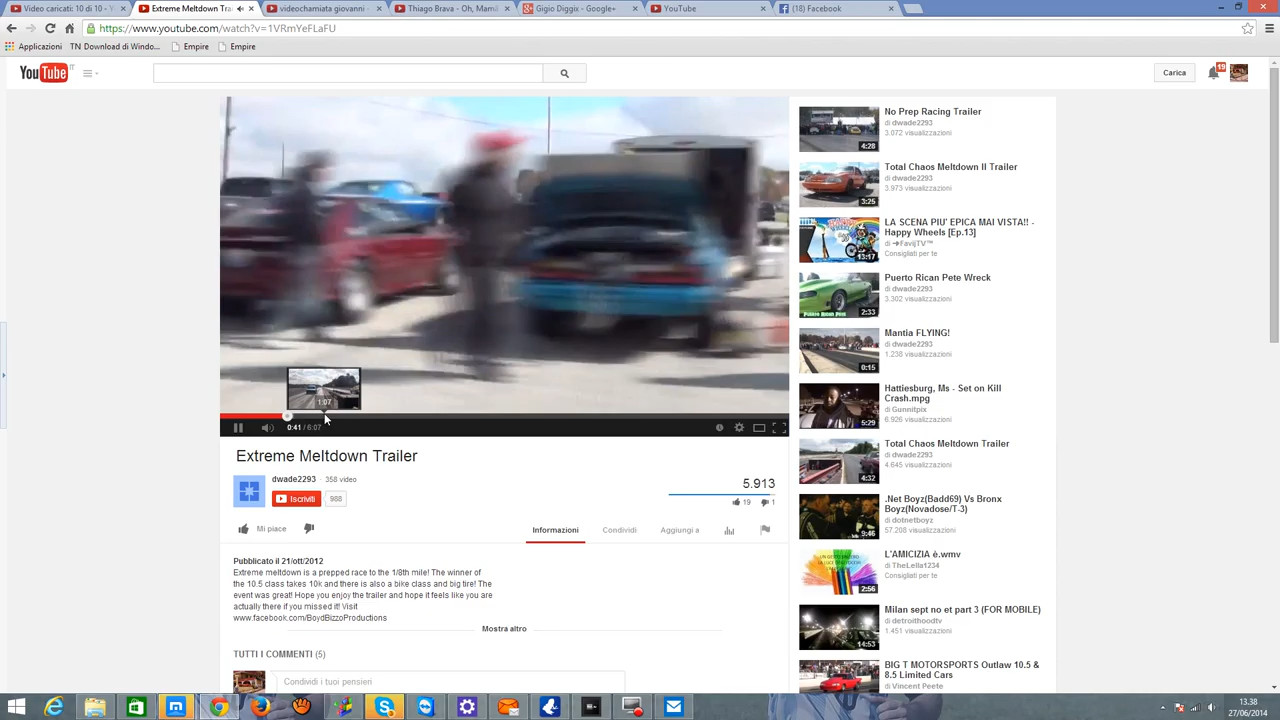 Video caricati: 10 di 10
Extreme Meltdown Tra
videochamiata giovanni
Thiago Brava - Oh, Mamã
Gigio Diggix - Google+
YouTube
(18) Facebook
https://www.youtube.com/watch?v=1VRmYeFLaFU
Applicazioni
TN Download di Windo...
Empire
Empire
YouTube IT
Carica
19
No Prep Racing Trailer
di dwade2293
3.072 visualizzazioni
4:28
Total Chaos Meltdown II Trailer
di dwade2293
3.973 visualizzazioni
3:25
LA SCENA PIU' EPICA MAI VISTA!! -
Happy Wheels [Ep.13]
di ➜FavijTV™
Consigliati per te
13:17
Puerto Rican Pete Wreck
di dwade2293
3.302 visualizzazioni
2:33
Mantia FLYING!
di dwade2293
1.238 visualizzazioni
0:15
Hattiesburg, Ms - Set on Kill
Crash.mpg
di Gunnitpix
6.926 visualizzazioni
5:29
Total Chaos Meltdown Trailer
di dwade2293
4.645 visualizzazioni
4:32
.Net Boyz(Badd69) Vs Bronx
Boyz(Novadose/T-3)
di dotnetboyz
57.208 visualizzazioni
9:46
L'AMICIZIA è.wmv
di TheLella1234
Consigliati per te
2:56
Milan sept no et part 3 (FOR MOBILE)
di detroithoodtv
1.451 visualizzazioni
14:53
BIG T MOTORSPORTS Outlaw 10.5 &
8.5 Limited Cars
di Vincent Peete
1:07
0:41 / 6:07
Extreme Meltdown Trailer
dwade2293 · 358 video
Iscriviti
988
5.913
19
1
Mi piace
Informazioni
Condividi
Aggiungi a
Pubblicato il 21/ott/2012
Extreme meltdown is a prepped race to the 1/8th mile! The winner of
the 10.5 class takes 10k and there is also a bike class and big tire! The
event was great! Hope you enjoy the trailer and hope it feels like you are
actually there if you missed it! Visit
www.facebook.com/BoydBizzoProductions
Mostra altro
TUTTI I COMMENTI (5)
Condividi i tuoi pensieri
13.38
27/06/2014